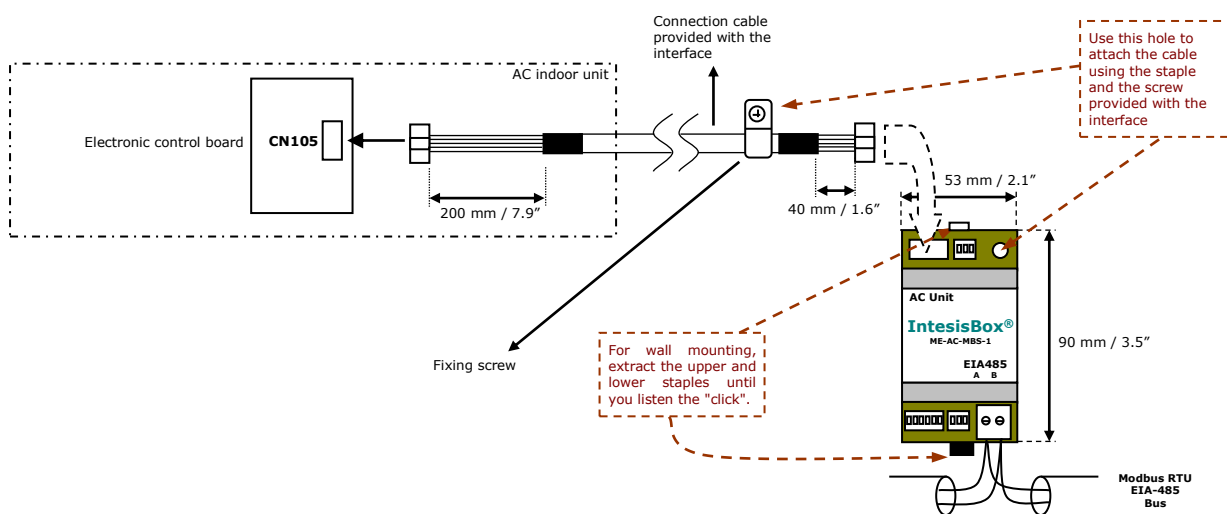 Connection cable
provided with the
interface
Use this hole to
attach the cable
using the staple
and the screw
provided with the
interface
AC indoor unit
Electronic control board
CN105
200 mm / 7.9”
40 mm / 1.6”
53 mm / 2.1”
AC Unit
IntesisBox®
ME-AC-MBS-1
EIA485
A B
90 mm / 3.5”
Fixing screw
For wall mounting,
extract the upper and
lower staples until
you listen the "click".
Modbus RTU
EIA-485
Bus